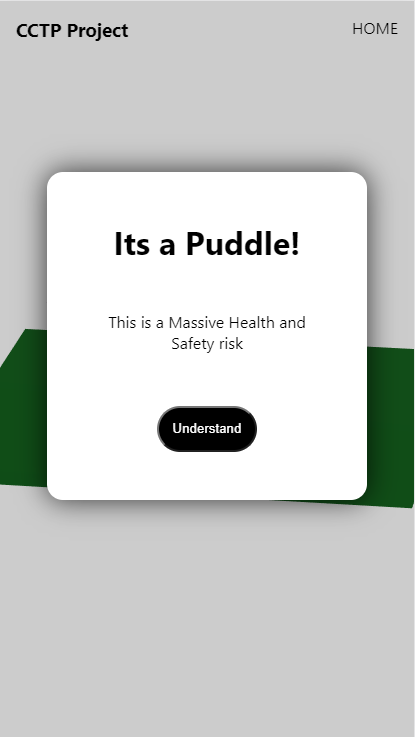 CCTP Project
HOME
Its a Puddle!
This is a Massive Health and
Safety risk
Understand